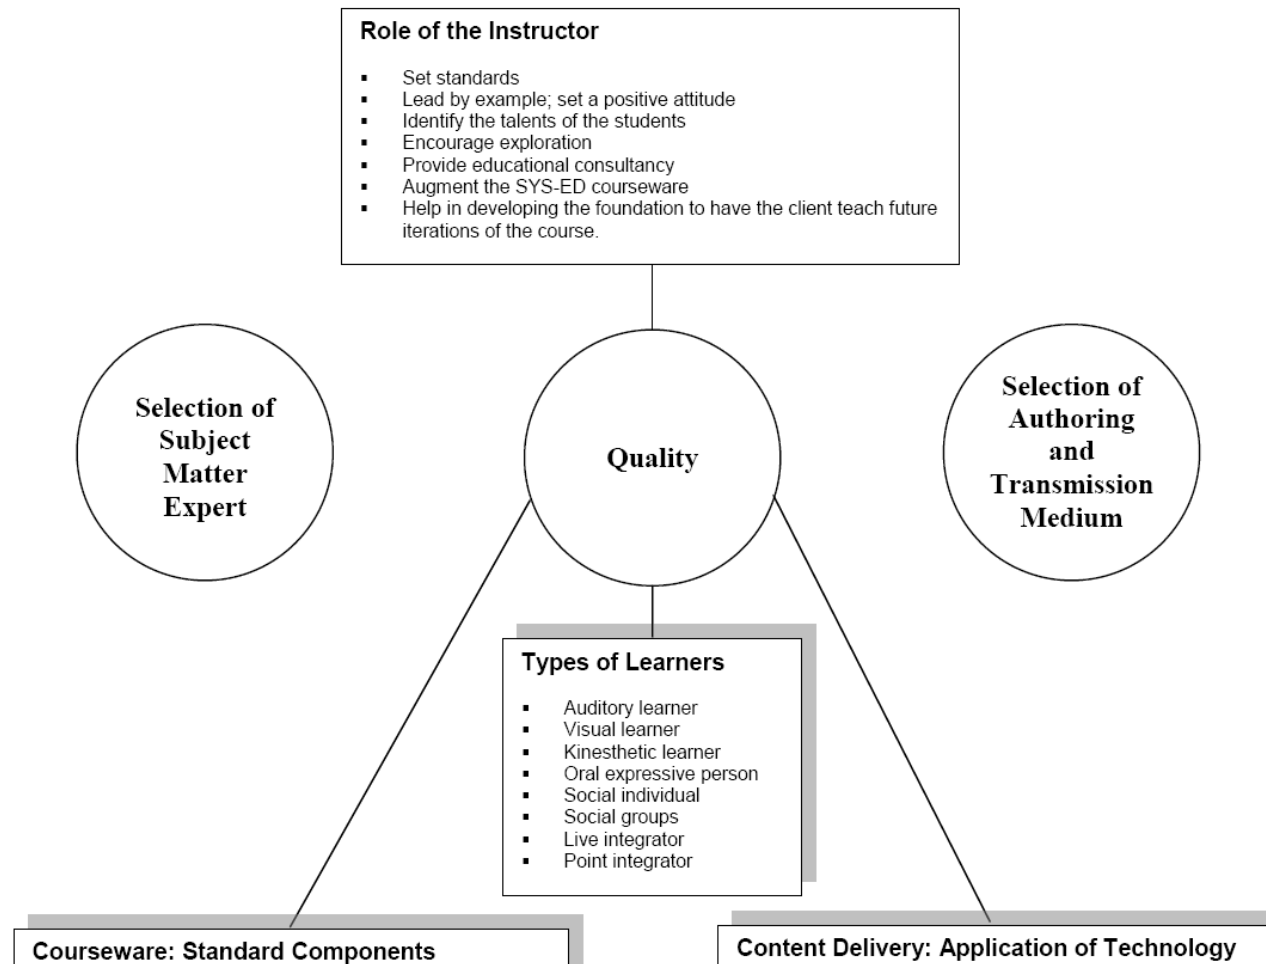 Role of the Instructor
▪ Set standards
▪ Lead by example; set a positive attitude
▪ Identify the talents of the students
▪ Encourage exploration
▪ Provide educational consultancy
▪ Augment the SYS-ED courseware
▪ Help in developing the foundation to have the client teach future
iterations of the course.
Selection of
Subject
Matter
Expert
Quality
Selection of
Authoring
and
Transmission
Medium
Types of Learners
▪ Auditory learner
▪ Visual learner
▪ Kinesthetic learner
▪ Oral expressive person
▪ Social individual
▪ Social groups
▪ Live integrator
▪ Point integrator
Courseware: Standard Components
Content Delivery: Application of Technology